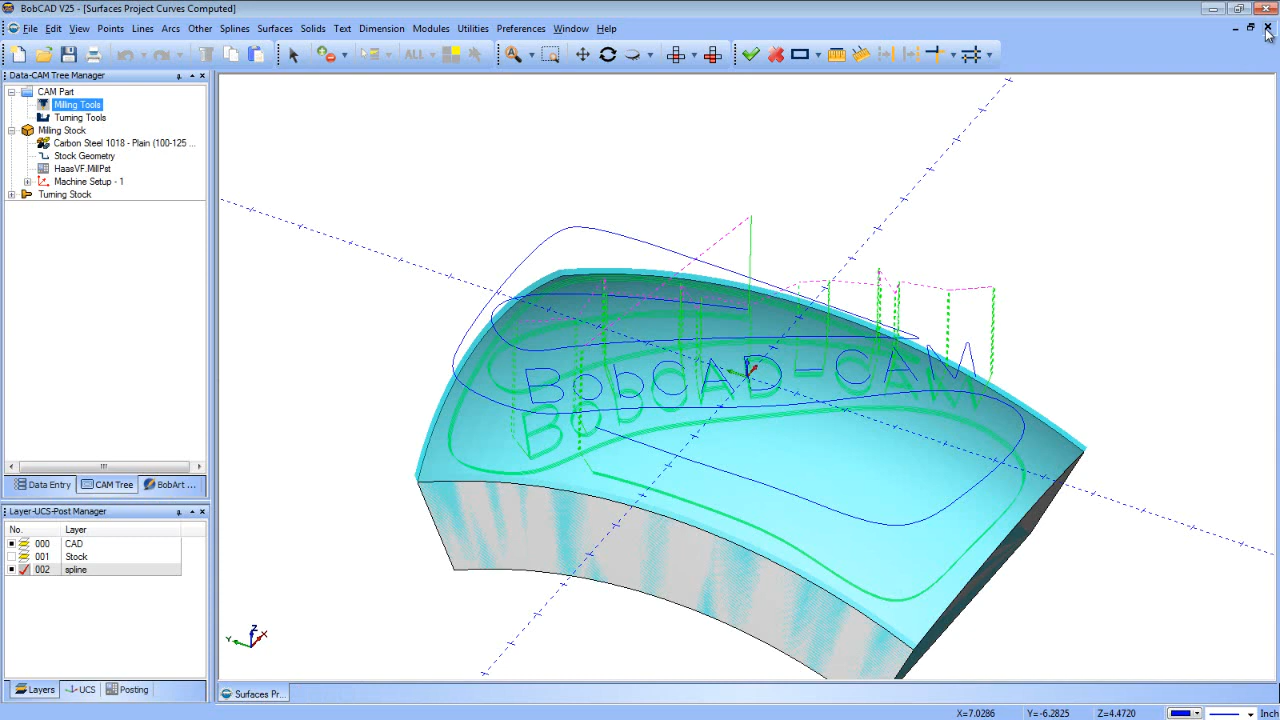 BobCAD V25 - [Surfaces Project Curves Computed]
File Edit View Points Lines Arcs Other Splines Surfaces Solids Text Dimension Modules Utilities Preferences Window Help
ALL
Data-CAM Tree Manager
CAM Part
Milling Tools
Turning Tools
Milling Stock
Carbon Steel 1018 - Plain (100-125 ...
Stock Geometry
HaasVF.MillPst
Machine Setup - 1
Turning Stock
Data Entry CAM Tree BobArt ...
Layer-UCS-Post Manager
No. Layer
000 CAD
001 Stock
002 spline
Layers UCS Posting
BobCAD-CAM
BobCAD-CAM
Z
Y
X
Surfaces Pr...
X=7.0286 Y=-6.2825 Z=4.4720 Inch